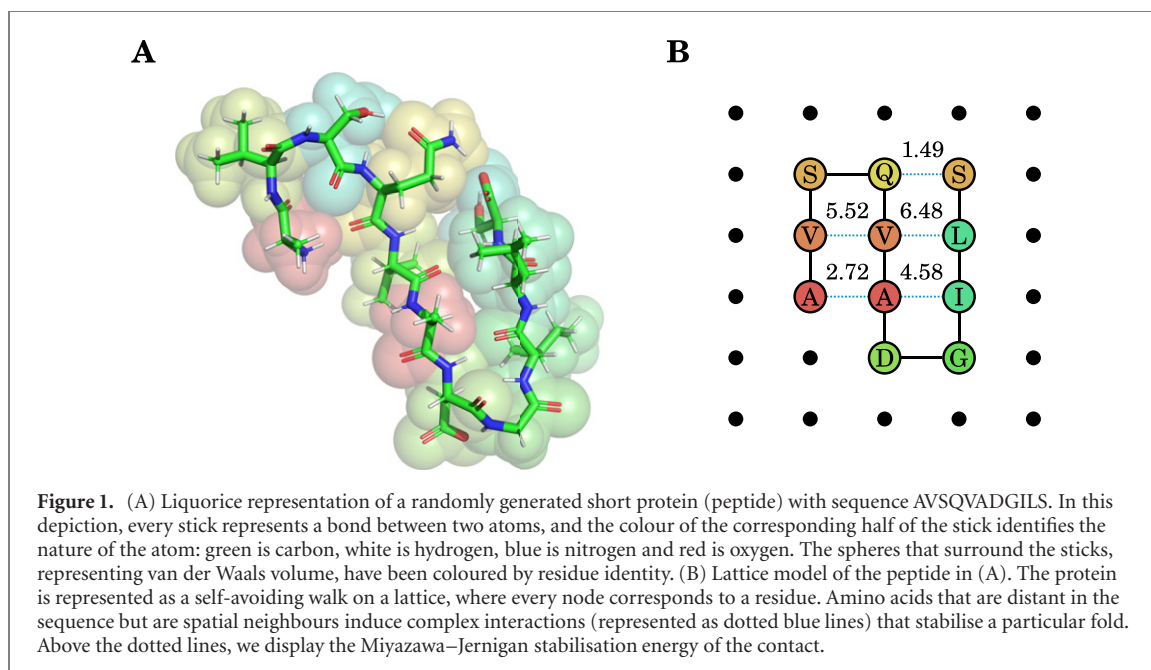 A
B
1.49
S Q S
5.52 6.48
V V L
2.72 4.58
A A I
D G
Figure 1. (A) Liquorice representation of a randomly generated short protein (peptide) with sequence AVSQVADGILS. In this
depiction, every stick represents a bond between two atoms, and the colour of the corresponding half of the stick identifies the
nature of the atom: green is carbon, white is hydrogen, blue is nitrogen and red is oxygen. The spheres that surround the sticks,
representing van der Waals volume, have been coloured by residue identity. (B) Lattice model of the peptide in (A). The protein
is represented as a self-avoiding walk on a lattice, where every node corresponds to a residue. Amino acids that are distant in the
sequence but are spatial neighbours induce complex interactions (represented as dotted blue lines) that stabilise a particular fold.
Above the dotted lines, we display the Miyazawa–Jernigan stabilisation energy of the contact.